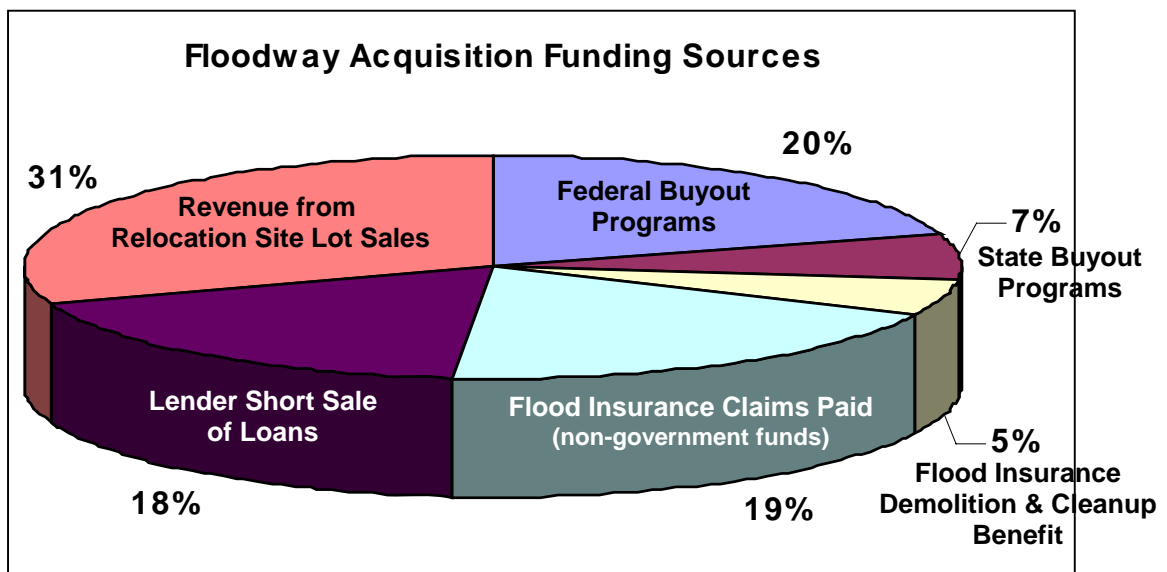 Floodway Acquisition Funding Sources
20%
31%
Federal Buyout
Programs
Revenue from
Relocation Site Lot Sales
7%
State Buyout
Programs
Lender Short Sale
of Loans
Flood Insurance Claims Paid
(non-government funds)
5%
Flood Insurance
Demolition & Cleanup
Benefit
18%
19%